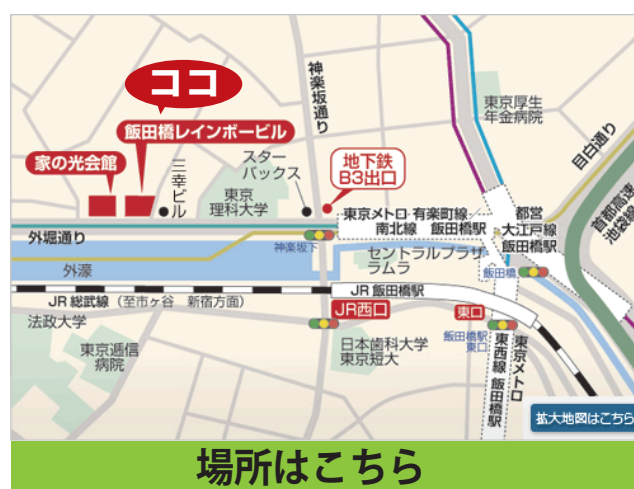 ココ
飯田橋レインボービル
家の光会館
三幸ビル
スター
バックス
東京
理科大学
神楽坂通り
地下鉄
B3出口
東京厚生
年金病院
目白通り
首都高速
池袋線
東京メトロ 有楽町線
南北線 飯田橋駅
都営
大江戸線
飯田橋駅
外堀通り
神楽坂下
セントラルプラザ
ラムラ
飯田橋
外濠
JR 総武線（至市ヶ谷 新宿方面）
JR 飯田橋駅
JR西口
東口
法政大学
東京逓信
病院
日本歯科大学
東京短大
飯田橋駅
東口
東京メトロ
東西線 飯田橋駅
拡大地図はこちら
場所はこちら